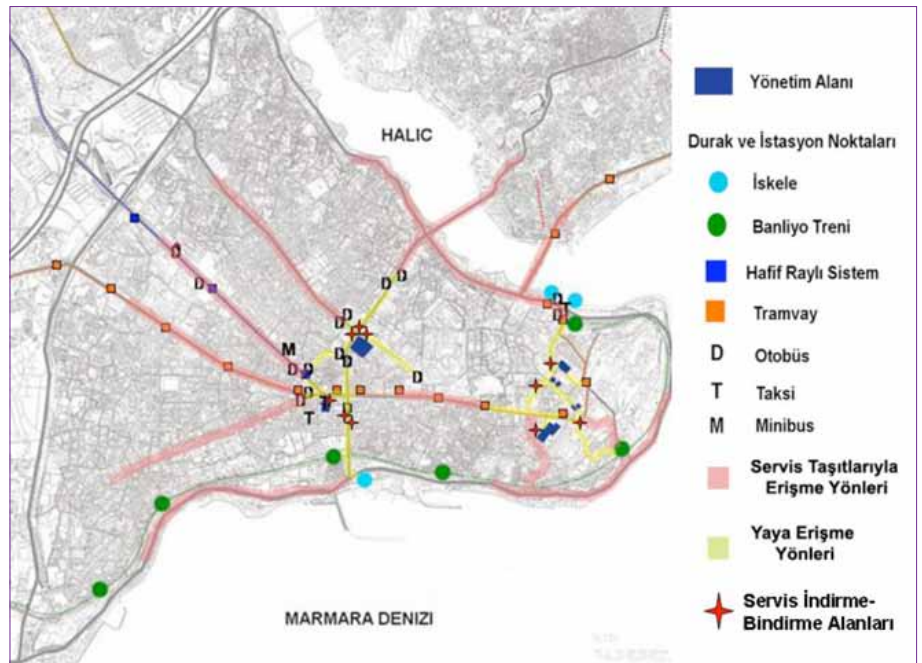 HALIC
D
D
D
D
D
D
T
D
D
D
D
D
M
D
D
D
D
D
T
T
MARMARA DENIZI
Yönetim Alanı
Durak ve İstasyon Noktaları
İskele
Banliyo Treni
Hafif Raylı Sistem
Tramvay
D Otobüs
T Taksi
M Minibus
Servis Taşıtlarıyla
Erişme Yönleri
Yaya Erişme
Yönleri
Servis İndirme-
Bindirme Alanları